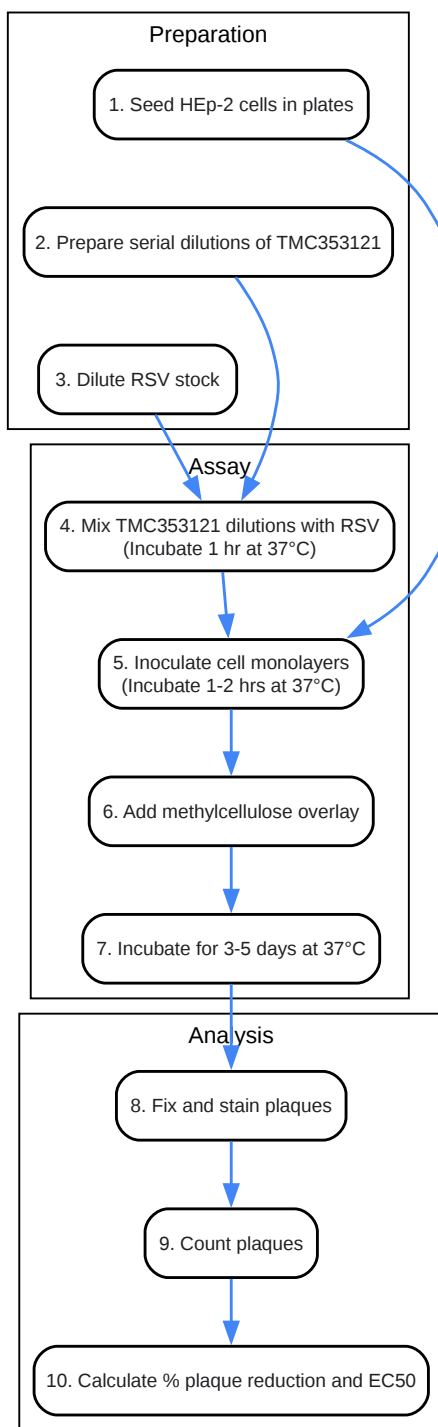 Preparation
1. Seed HEp-2 cells in plates
2. Prepare serial dilutions of TMC353121
3. Dilute RSV stock
Assay
4. Mix TMC353121 dilutions with RSV
(Incubate 1 hr at 37°C)
5. Inoculate cell monolayers
(Incubate 1-2 hrs at 37°C)
6. Add methylcellulose overlay
7. Incubate for 3-5 days at 37°C
Analysis
8. Fix and stain plaques
9. Count plaques
10. Calculate % plaque reduction and EC50